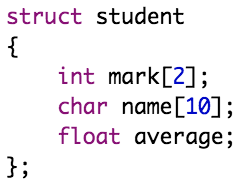 struct student
{
    int mark[2];
    char name[10];
    float average;
};